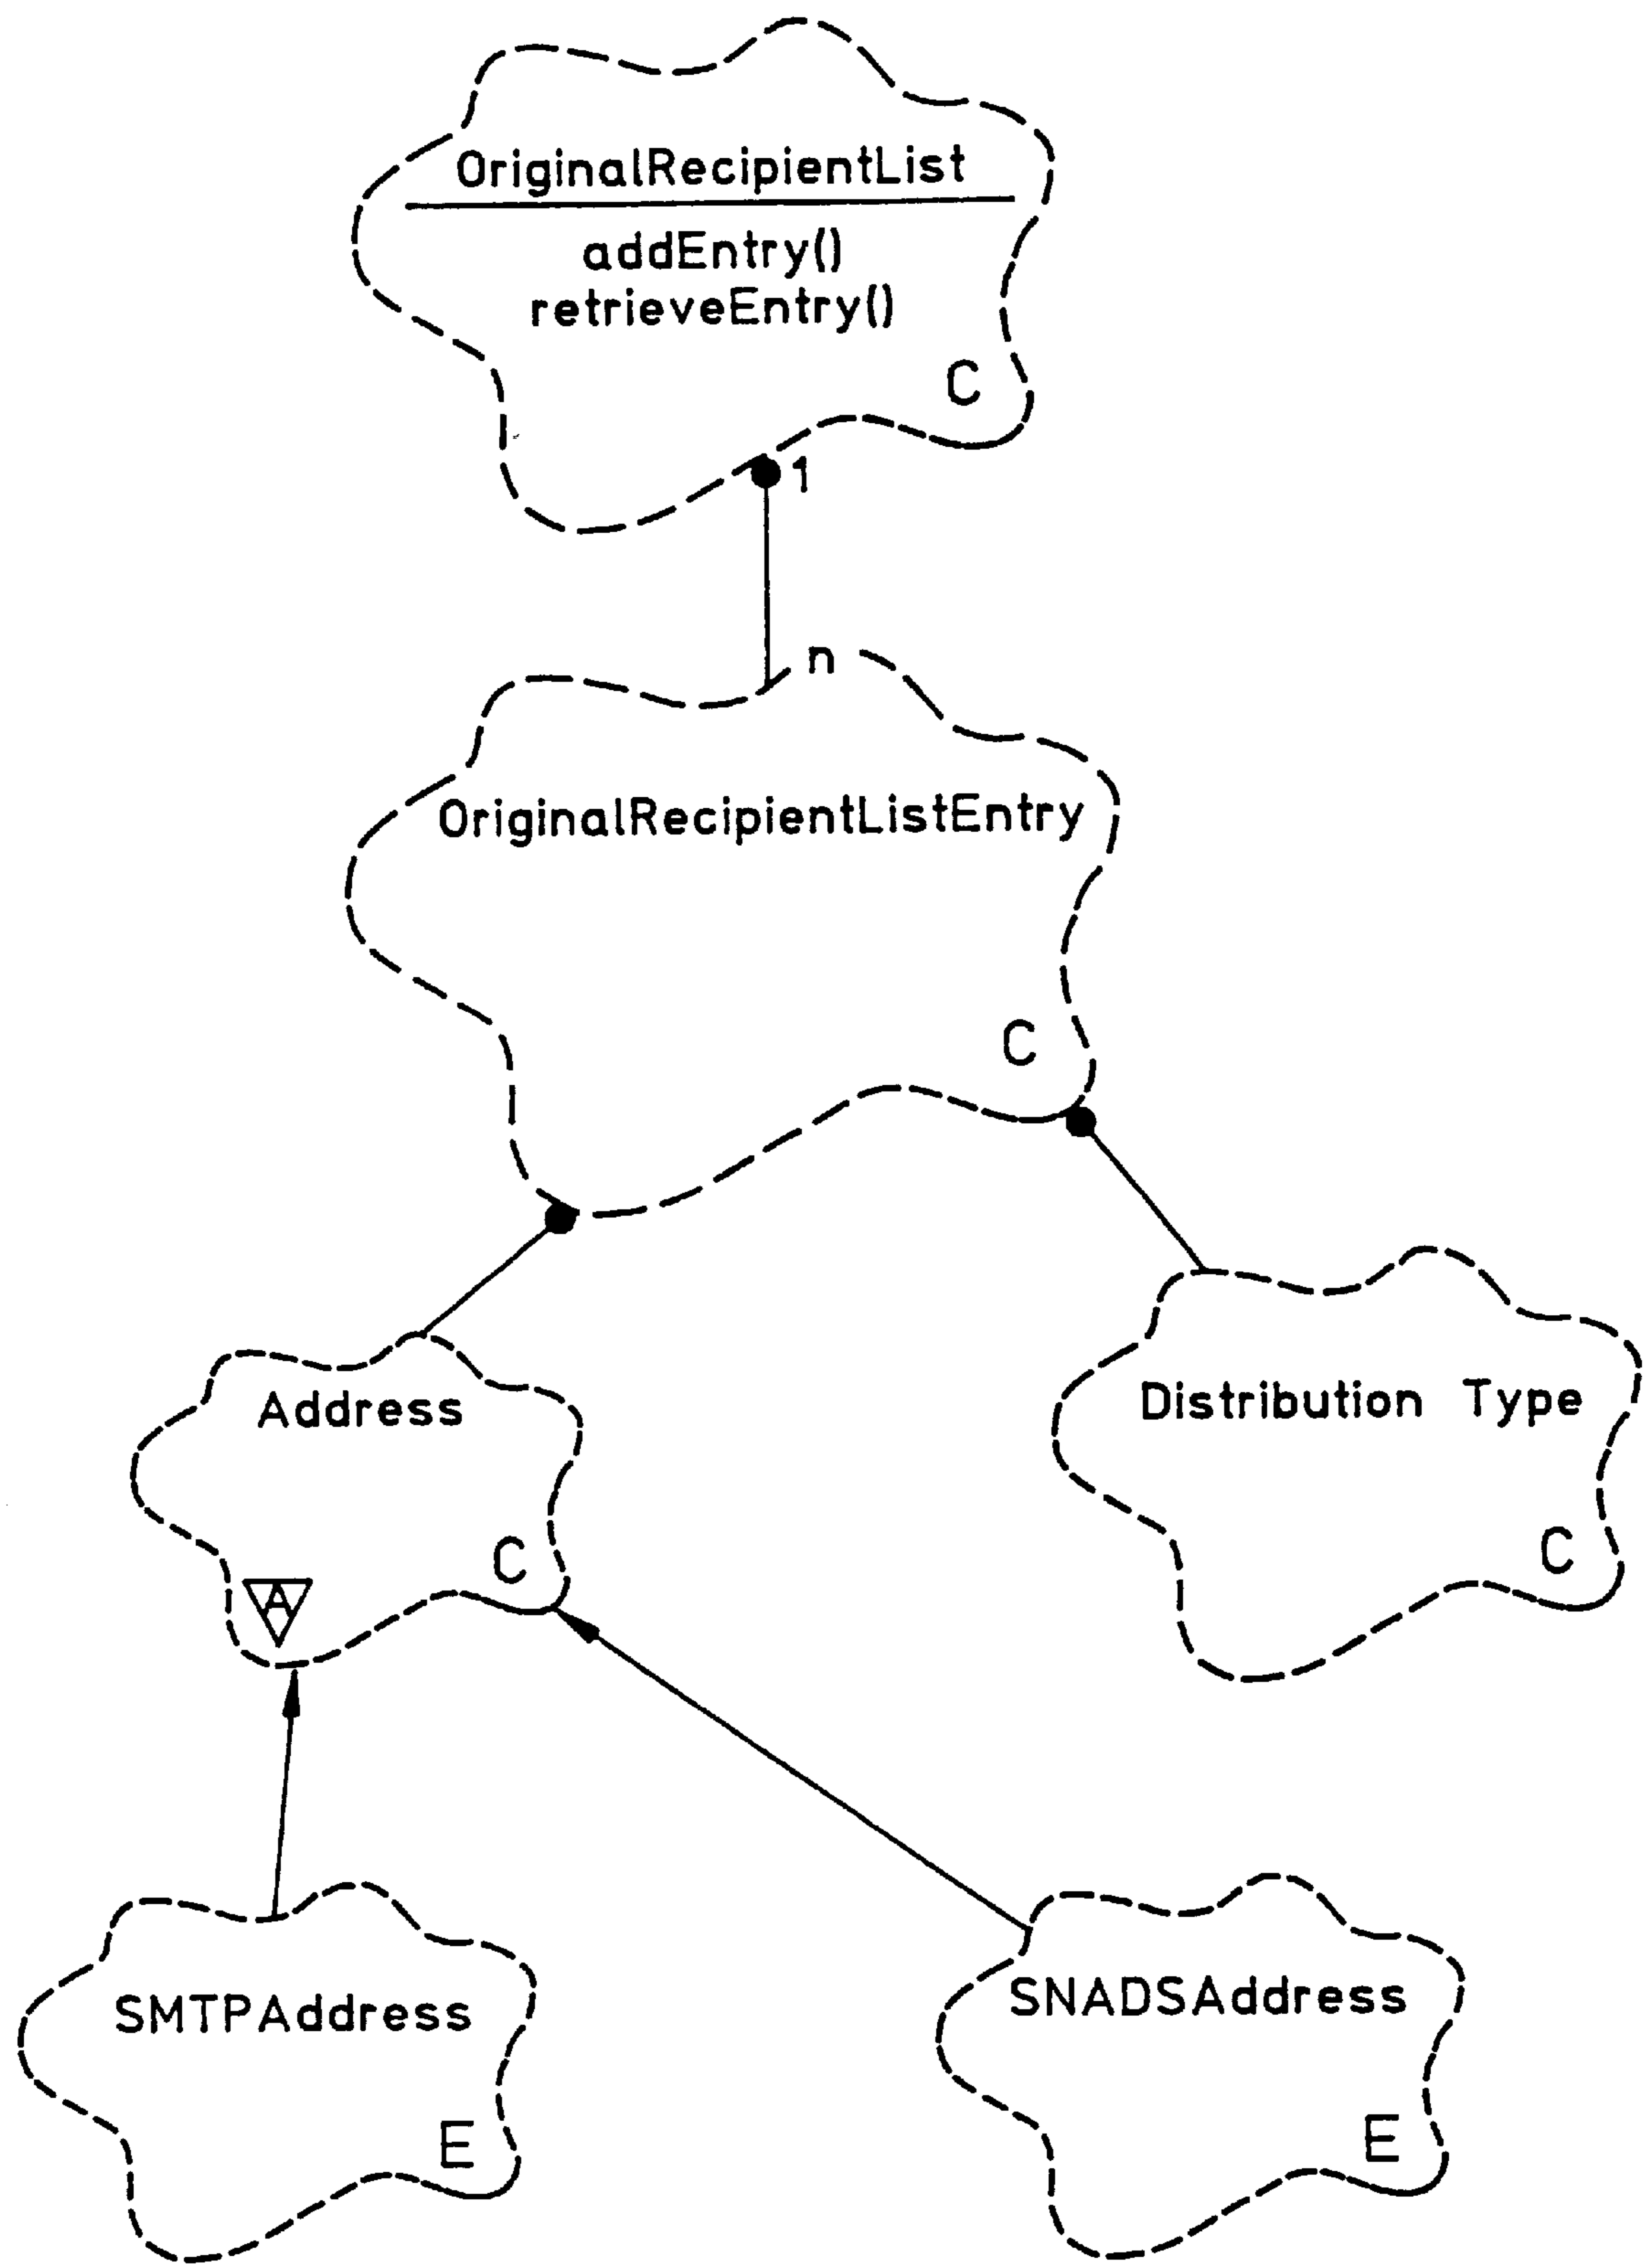 OriginalRecipientList
addEntry()
retrieveEntry()
C
1
n
OriginalRecipientListEntry
C
Address
C
A
Distribution Type
C
SMTPAddress
E
SNADSAddress
E